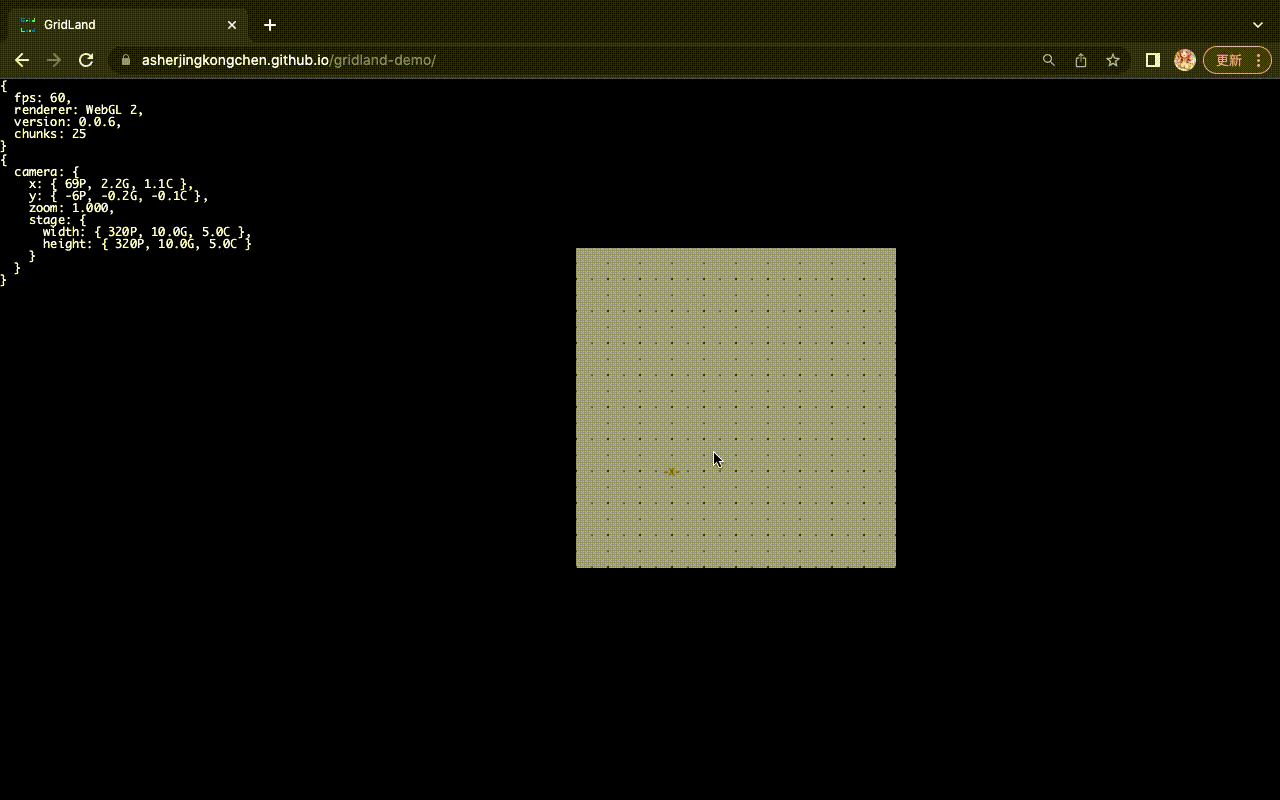 GridLand
asherjingkongchen.github.io/gridland-demo/
更新
{
  fps: 60,
  renderer: WebGL 2,
  version: 0.0.6,
  chunks: 25
}
{
  camera: {
    x: { 69P, 2.2G, 1.1C },
    y: { -6P, -0.2G, -0.1C },
    zoom: 1.000,
    stage: {
      width: { 320P, 10.0G, 5.0C },
      height: { 320P, 10.0G, 5.0C }
    }
  }
}
-X-